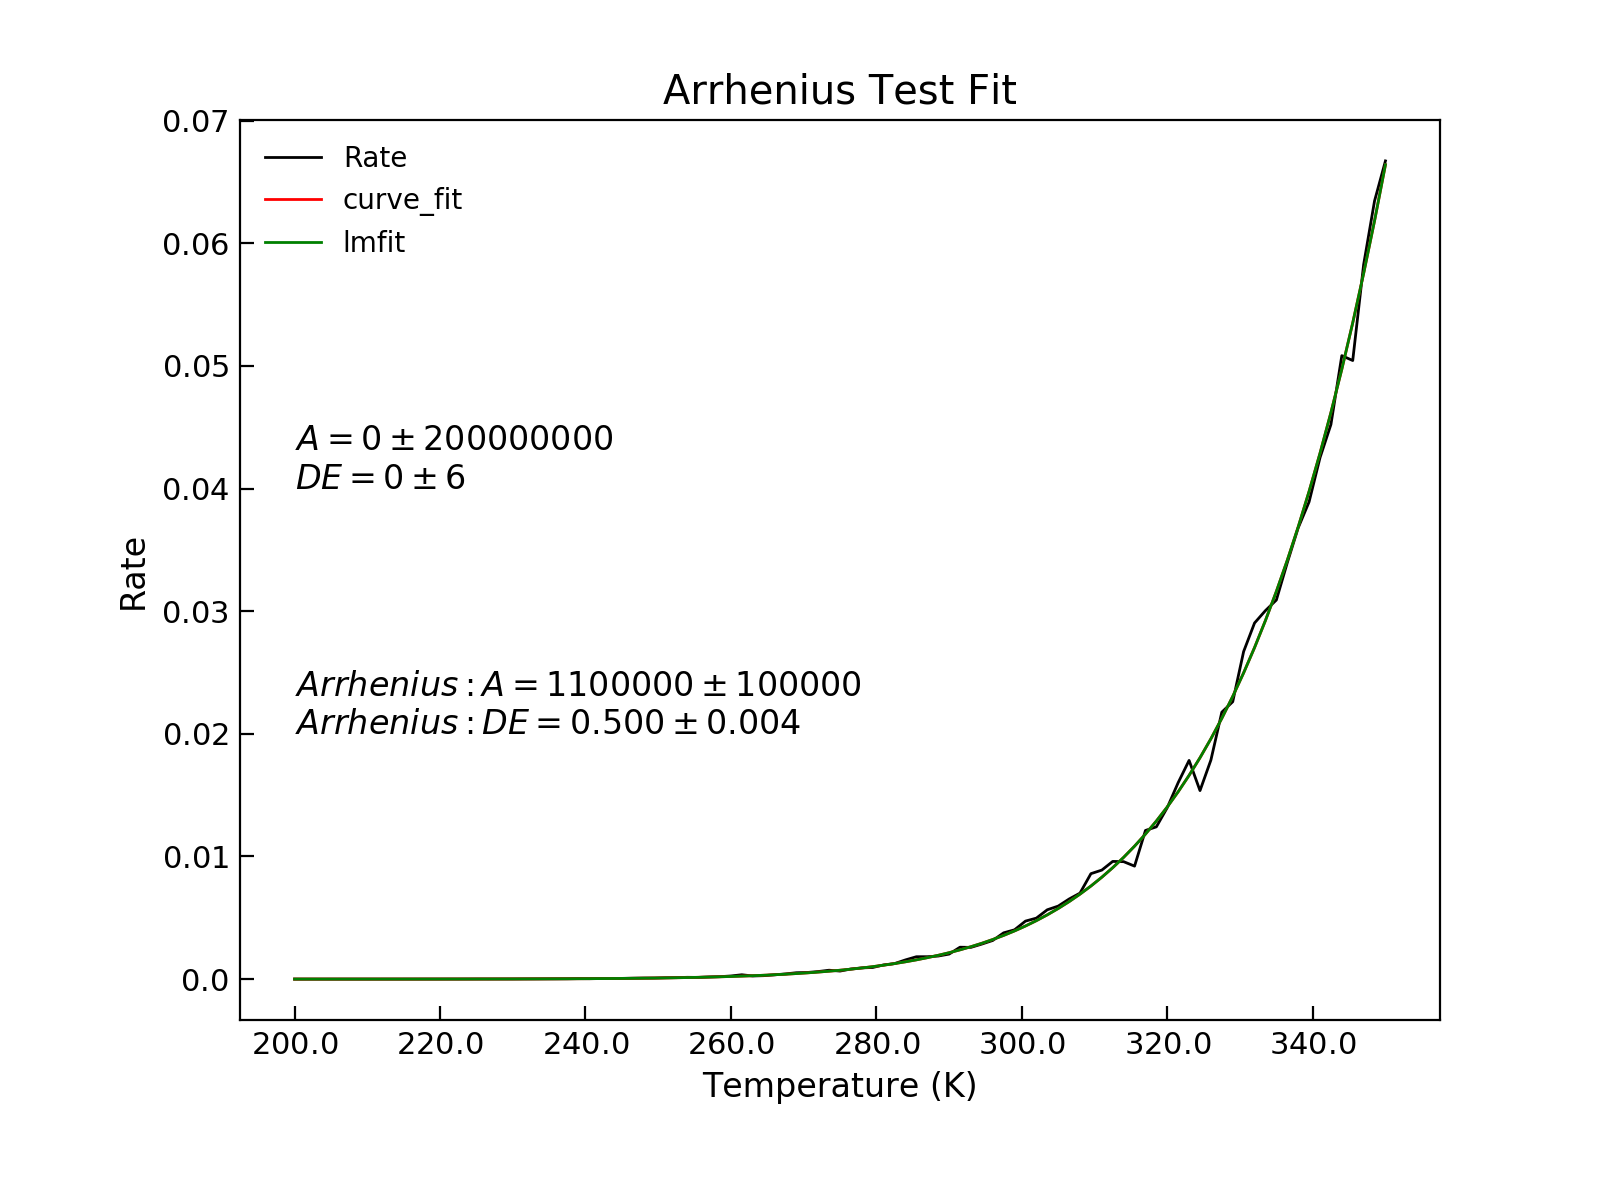 Arrhenius Test Fit
0.07
0.06
0.05
0.04
0.03
0.02
0.01
0.0
Rate
Rate
curve_fit
lmfit
A = 0 ± 200000000
DE = 0 ± 6
Arrhenius : A = 1100000 ± 100000
Arrhenius : DE = 0.500 ± 0.004
200.0 220.0 240.0 260.0 280.0 300.0 320.0 340.0
Temperature (K)